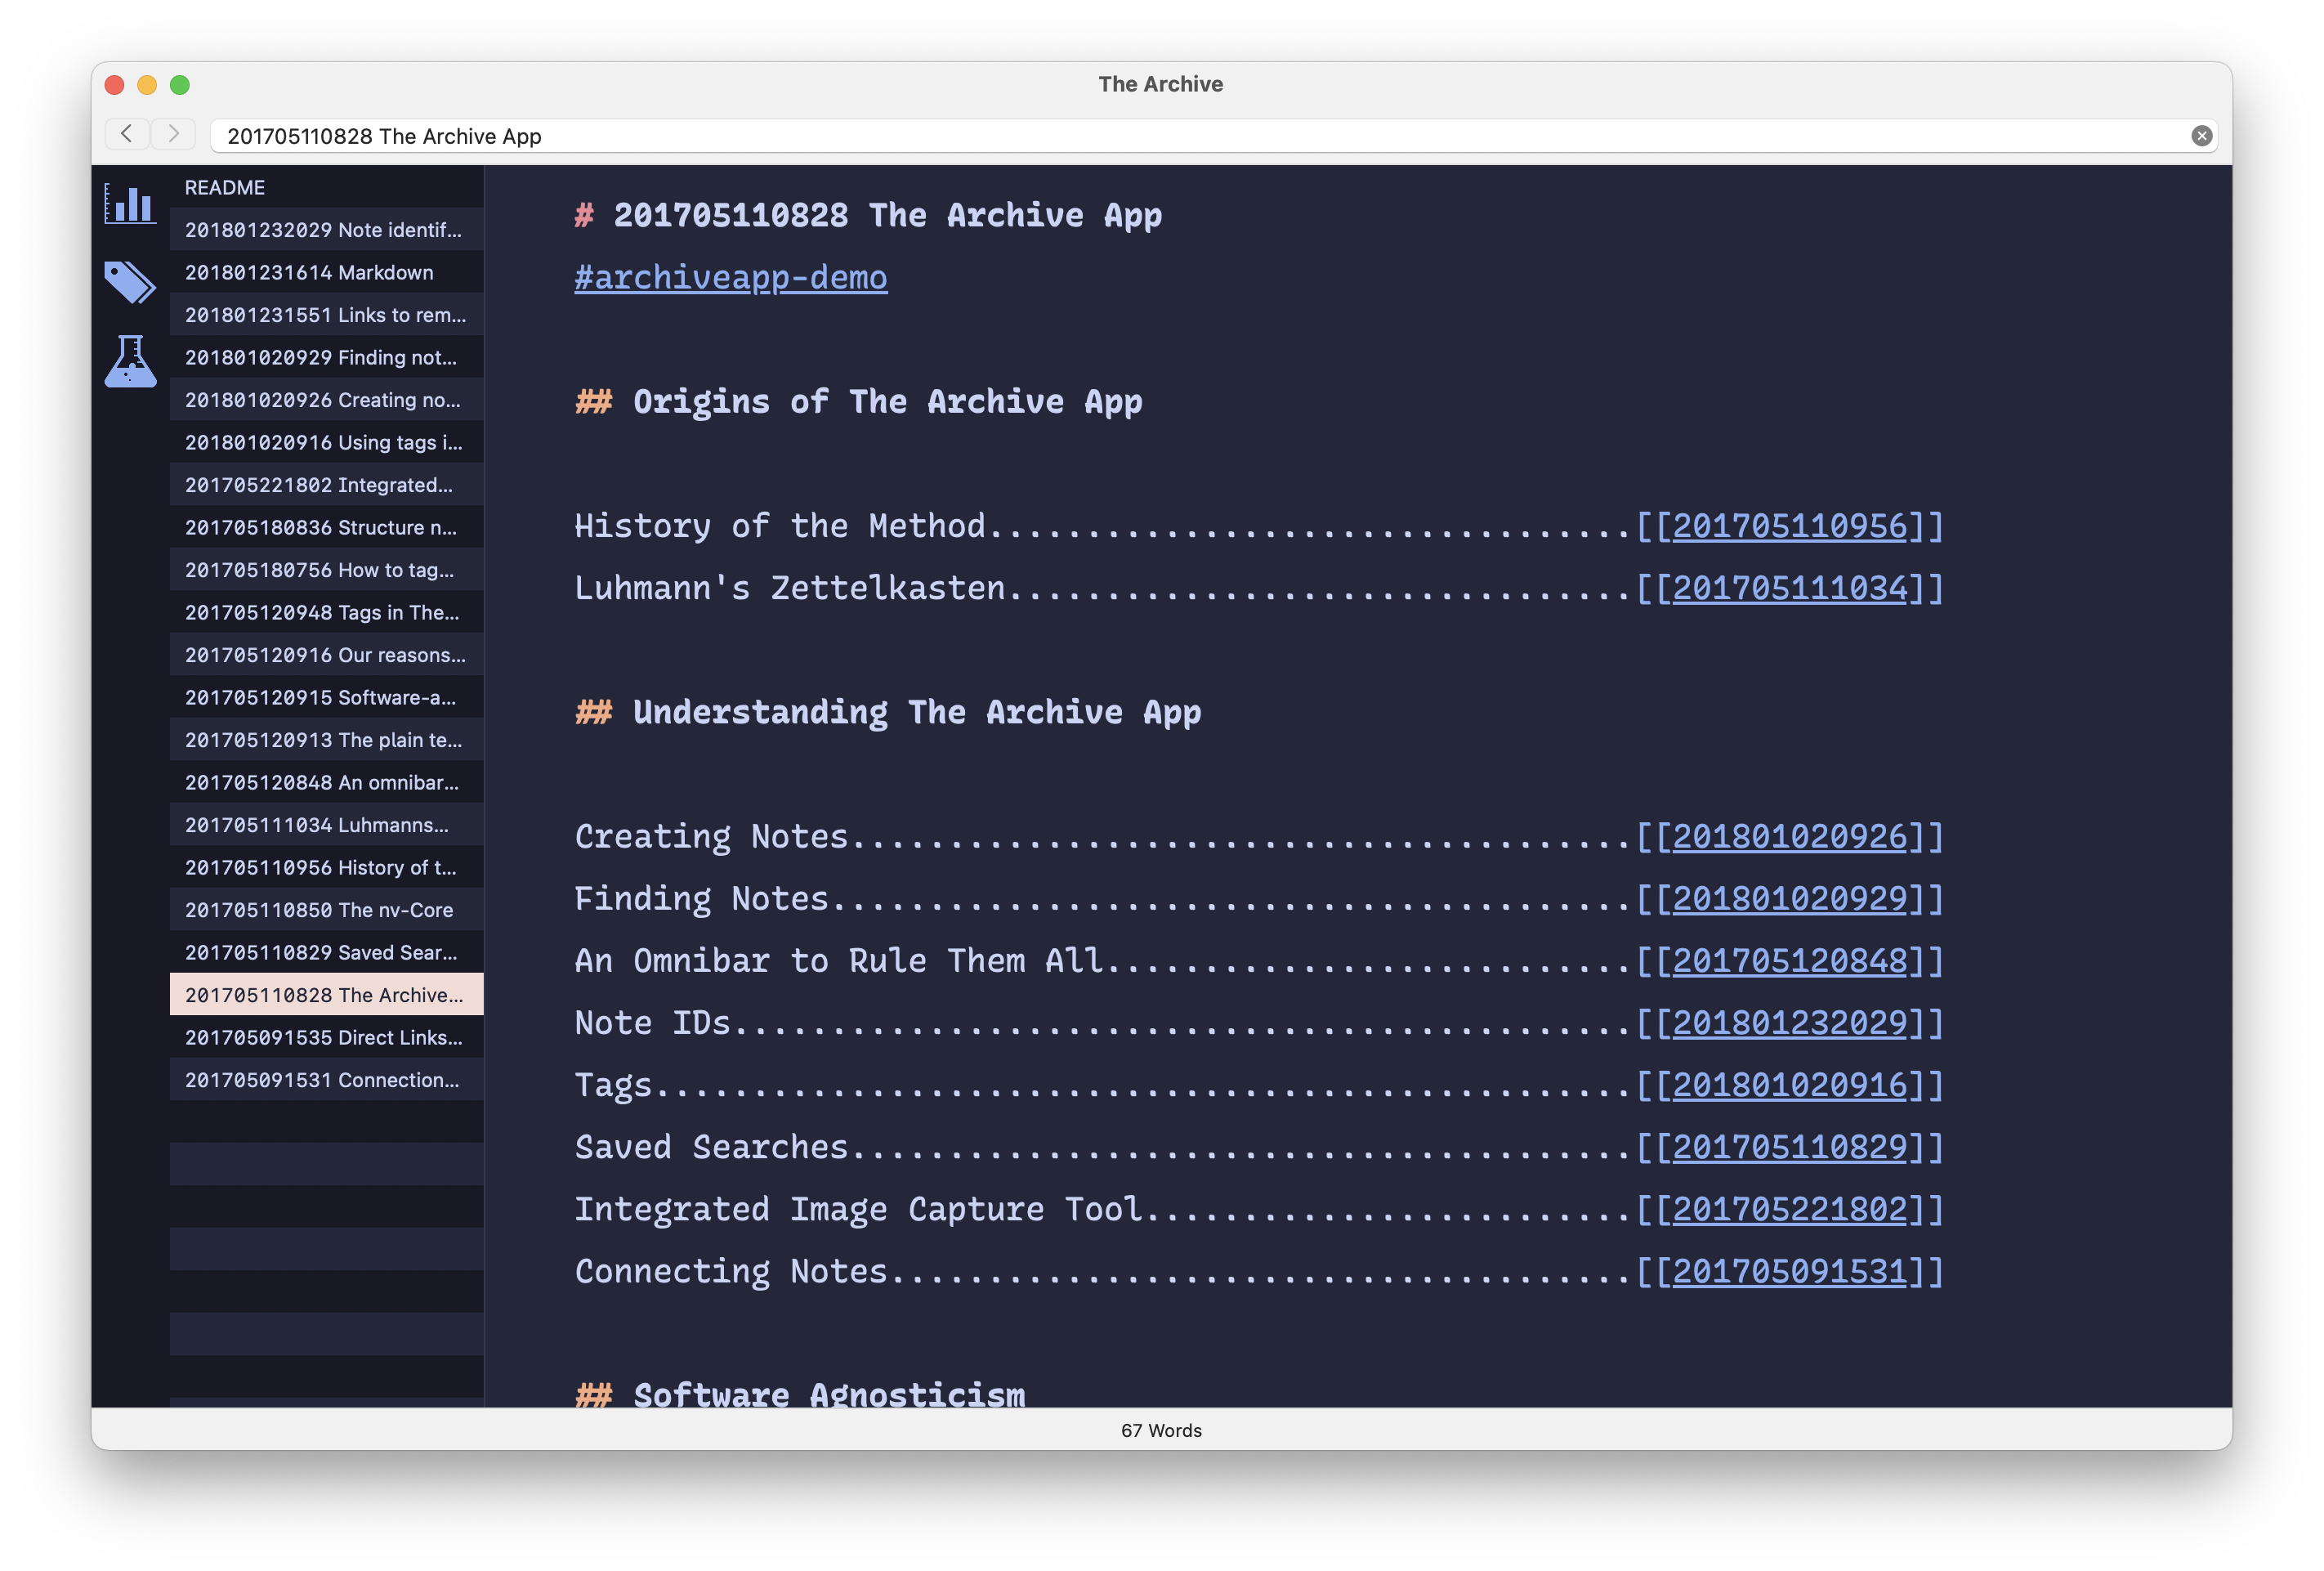 The Archive
201705110828 The Archive App
README
201801232029 Note identif...
201801231614 Markdown
201801231551 Links to rem...
201801020929 Finding not...
201801020926 Creating no...
201801020916 Using tags i...
201705221802 Integrated...
201705180836 Structure n...
201705180756 How to tag...
201705120948 Tags in The...
201705120916 Our reasons...
201705120915 Software-a...
201705120913 The plain te...
201705120848 An omnibar...
201705111034 Luhmanns...
201705110956 History of t...
201705110850 The nv-Core
201705110829 Saved Sear...
201705110828 The Archive...
201705091535 Direct Links...
201705091531 Connection...
# 201705110828 The Archive App
#archiveapp-demo
## Origins of The Archive App
History of the Method.................................[[201705110956]]
Luhmann's Zettelkasten................................[[201705111034]]
## Understanding The Archive App
Creating Notes........................................[[201801020926]]
Finding Notes.........................................[[201801020929]]
An Omnibar to Rule Them All...........................[[201705120848]]
Note IDs..............................................[[201801232029]]
Tags..................................................[[201801020916]]
Saved Searches........................................[[201705110829]]
Integrated Image Capture Tool.........................[[201705221802]]
Connecting Notes......................................[[201705091531]]
## Software Agnosticism
67 Words